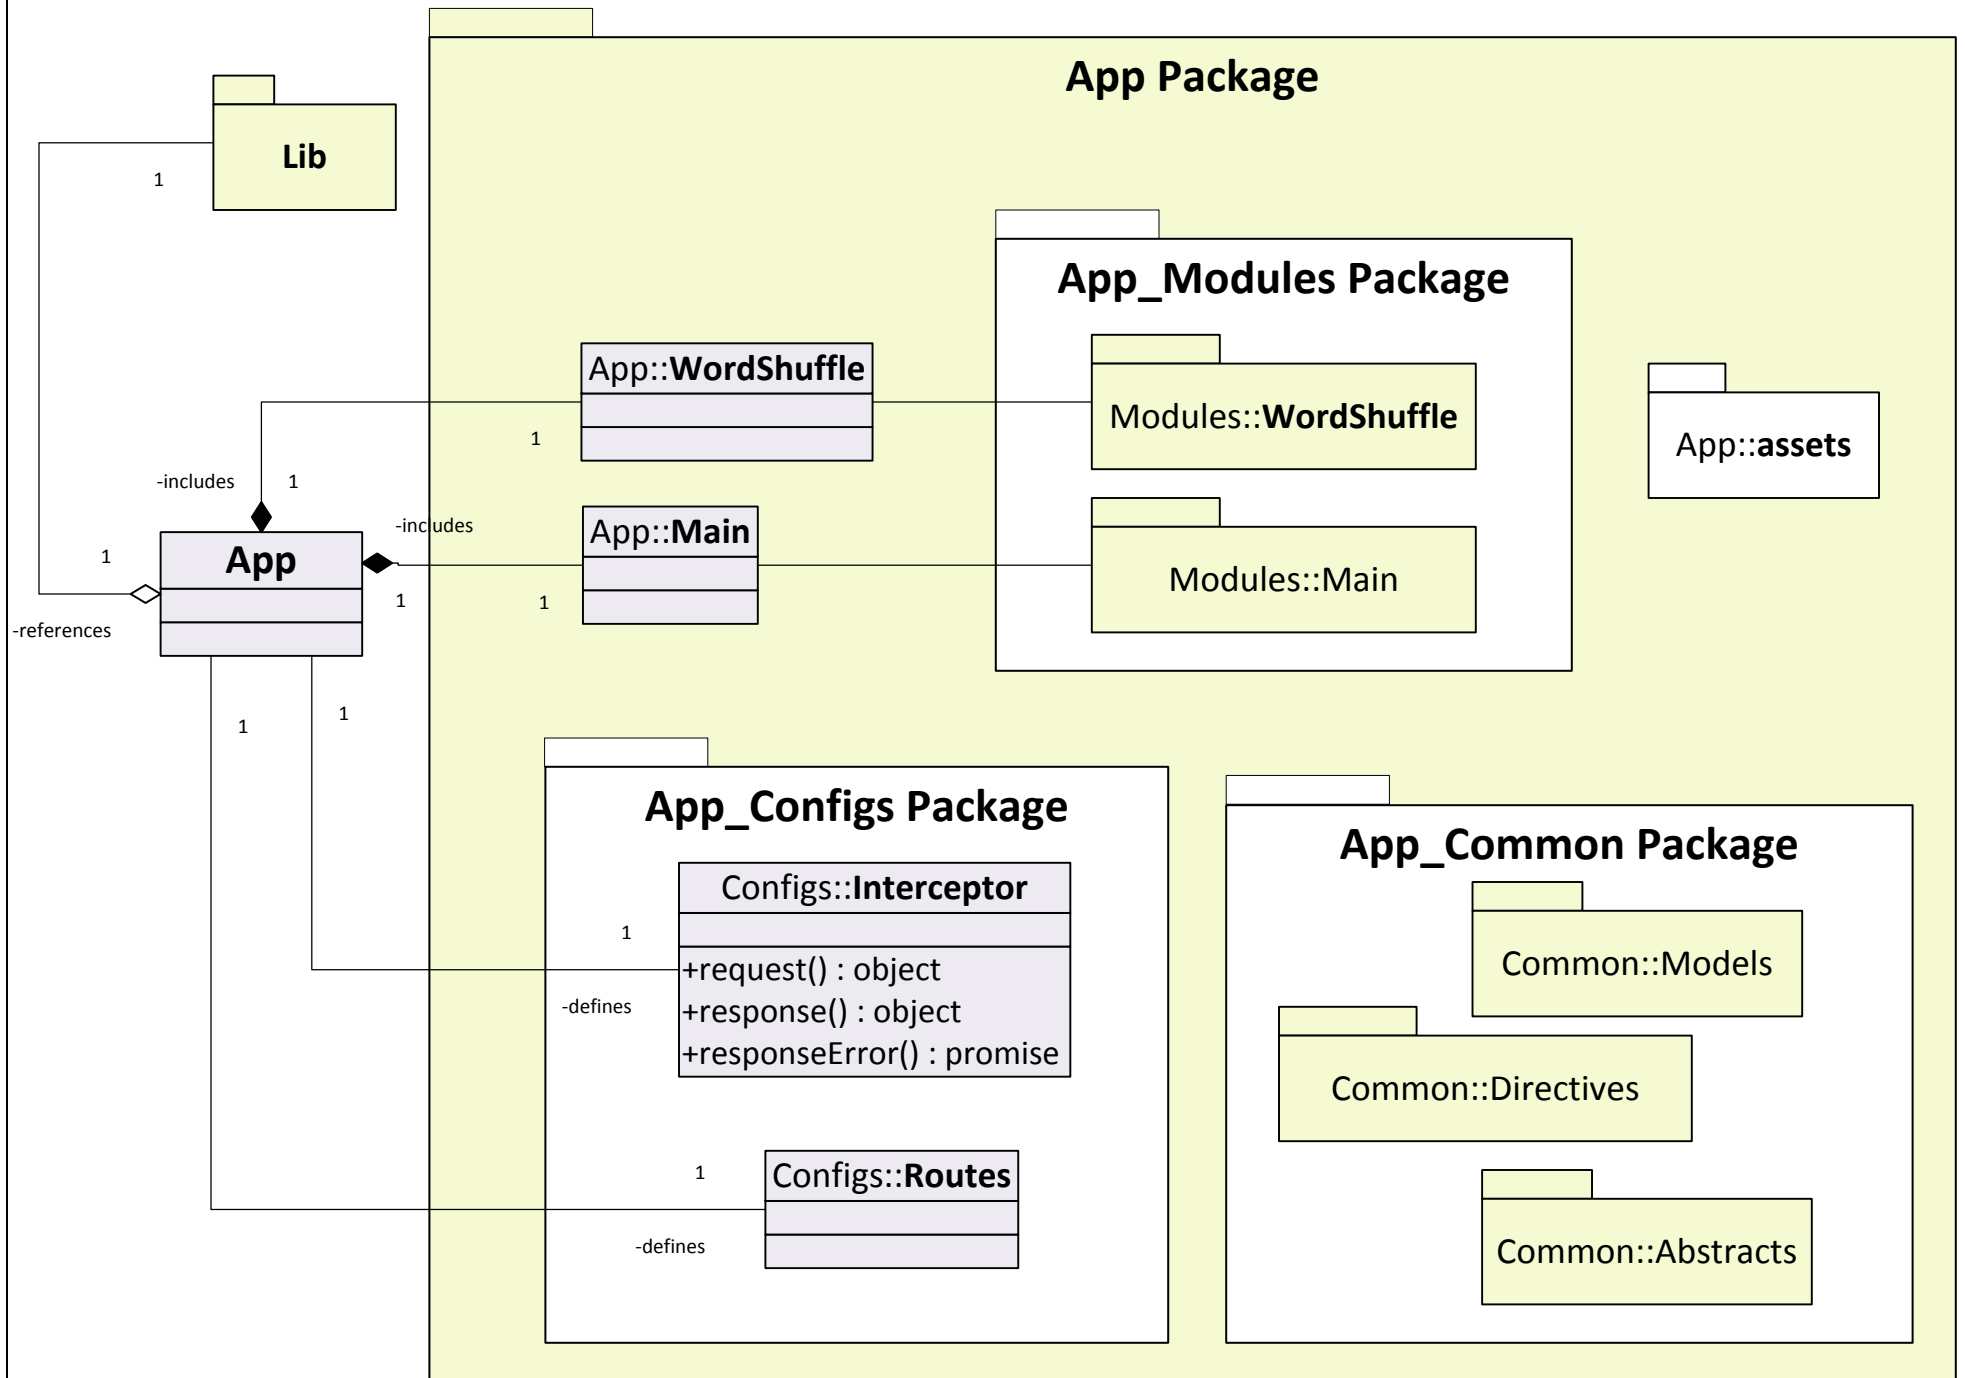 App Package
Lib
1
App_Modules Package
App::WordShuffle
Modules::WordShuffle
App::assets
1
-includes
1
-includes
App::Main
Modules::Main
1
App
1
1
-references
1
1
App_Configs Package
App_Common Package
Configs::Interceptor
1
+request() : object
+response() : object
+responseError() : promise
-defines
Common::Models
Common::Directives
1
Configs::Routes
-defines
Common::Abstracts